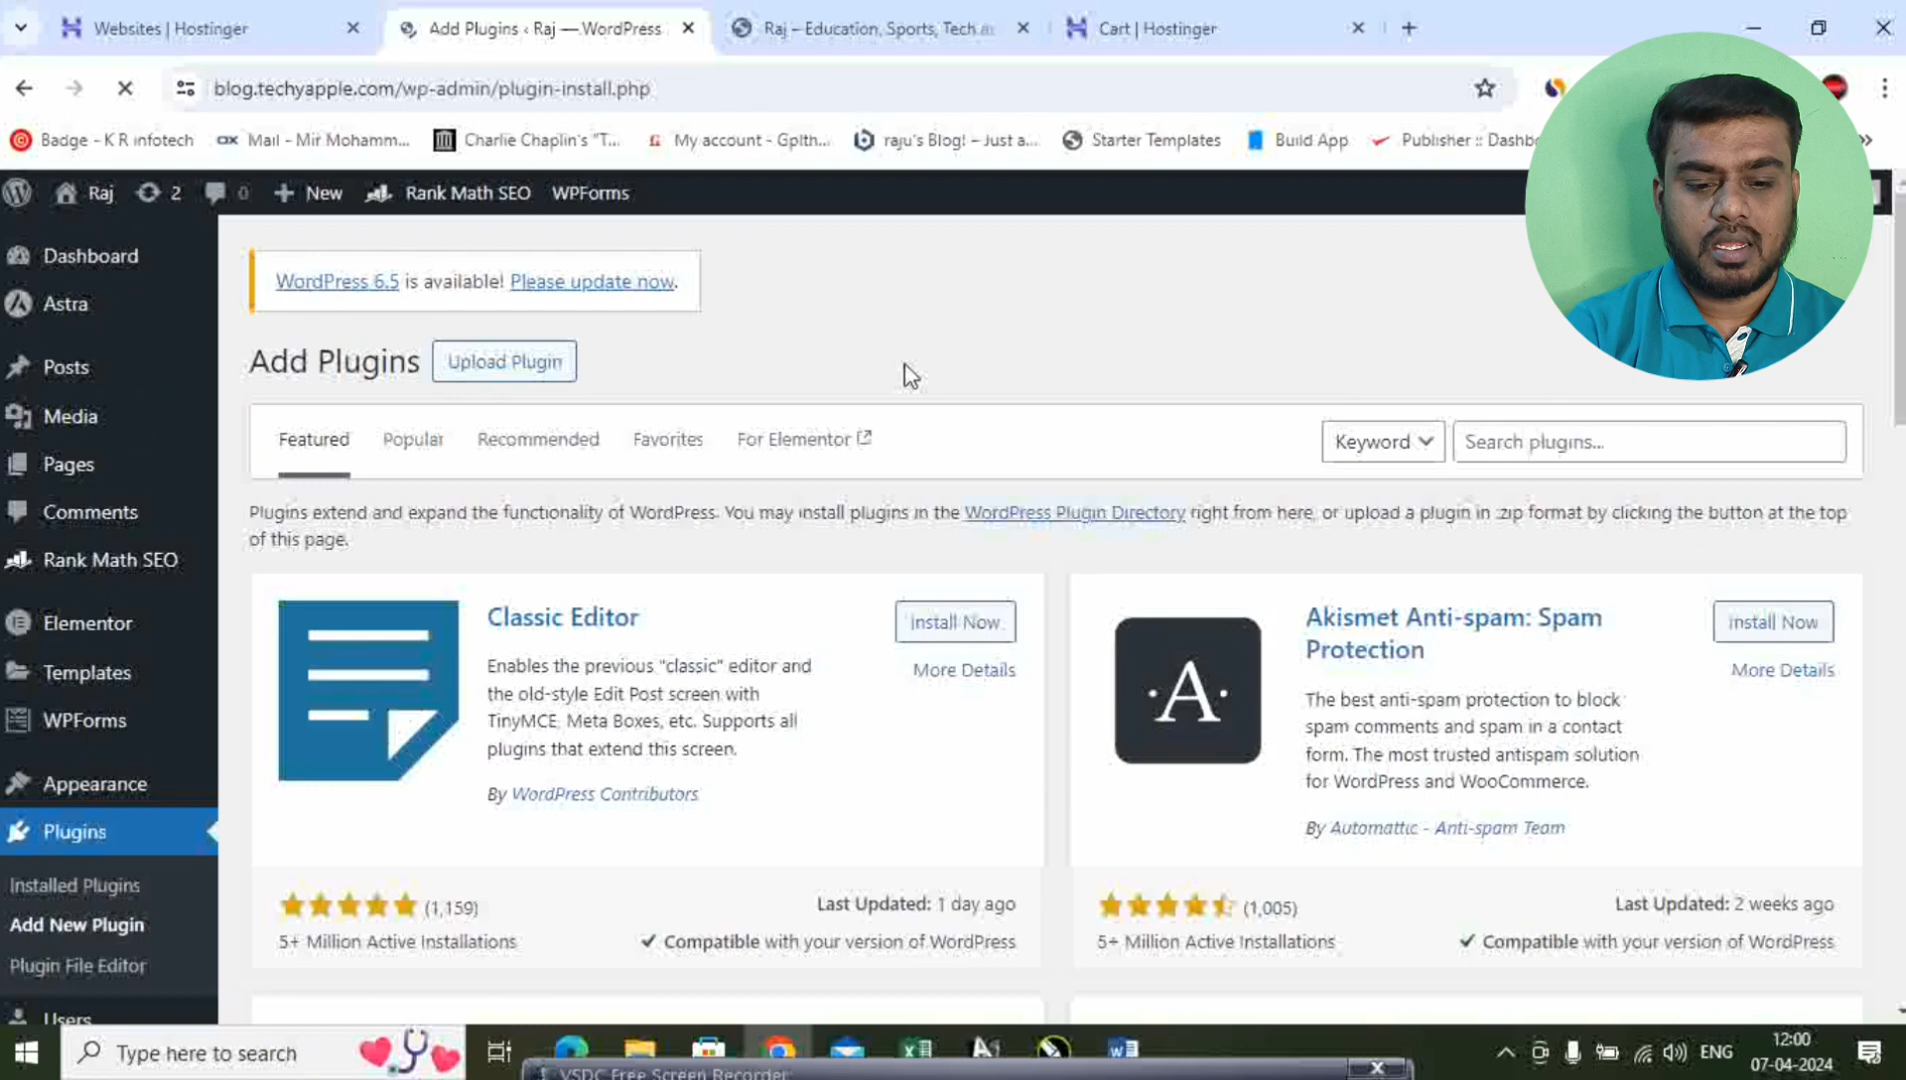 Websites | Hostinger
Add Plugins ‹ Raj — WordPress
Raj – Education, Sports, Tech a
Cart | Hostinger
blog.techyapple.com/wp-admin/plugin-install.php
Badge - K R infotech
Mail - Mir Mohamm...
Charlie Chaplin's "T...
My account - Gplth...
raju's Blog! – Just a...
Starter Templates
Build App
Publisher :: Dashb
Raj
2
0
New
Rank Math SEO
WPForms
Dashboard
Astra
Posts
Media
Pages
Comments
Rank Math SEO
Elementor
Templates
WPForms
Appearance
Plugins
Installed Plugins
Add New Plugin
Plugin File Editor
Users
WordPress 6.5 is available! Please update now.
Add Plugins
Upload Plugin
Featured
Popular
Recommended
Favorites
For Elementor
Keyword
Search plugins...
Plugins extend and expand the functionality of WordPress. You may install plugins in the WordPress Plugin Directory right from here, or upload a plugin in .zip format by clicking the button at the top
of this page.
Classic Editor
Install Now
More Details
Enables the previous "classic" editor and
the old-style Edit Post screen with
TinyMCE, Meta Boxes, etc. Supports all
plugins that extend this screen.
By WordPress Contributors
(1,159)
5+ Million Active Installations
Last Updated: 1 day ago
Compatible with your version of WordPress
A
Akismet Anti-spam: Spam
Protection
Install Now
More Details
The best anti-spam protection to block
spam comments and spam in a contact
form. The most trusted antispam solution
for WordPress and WooCommerce.
By Automattic - Anti-spam Team
(1,005)
5+ Million Active Installations
Last Updated: 2 weeks ago
Compatible with your version of WordPress
Type here to search
VSDC Free Screen Recorder
ENG
12:00
07-04-2024